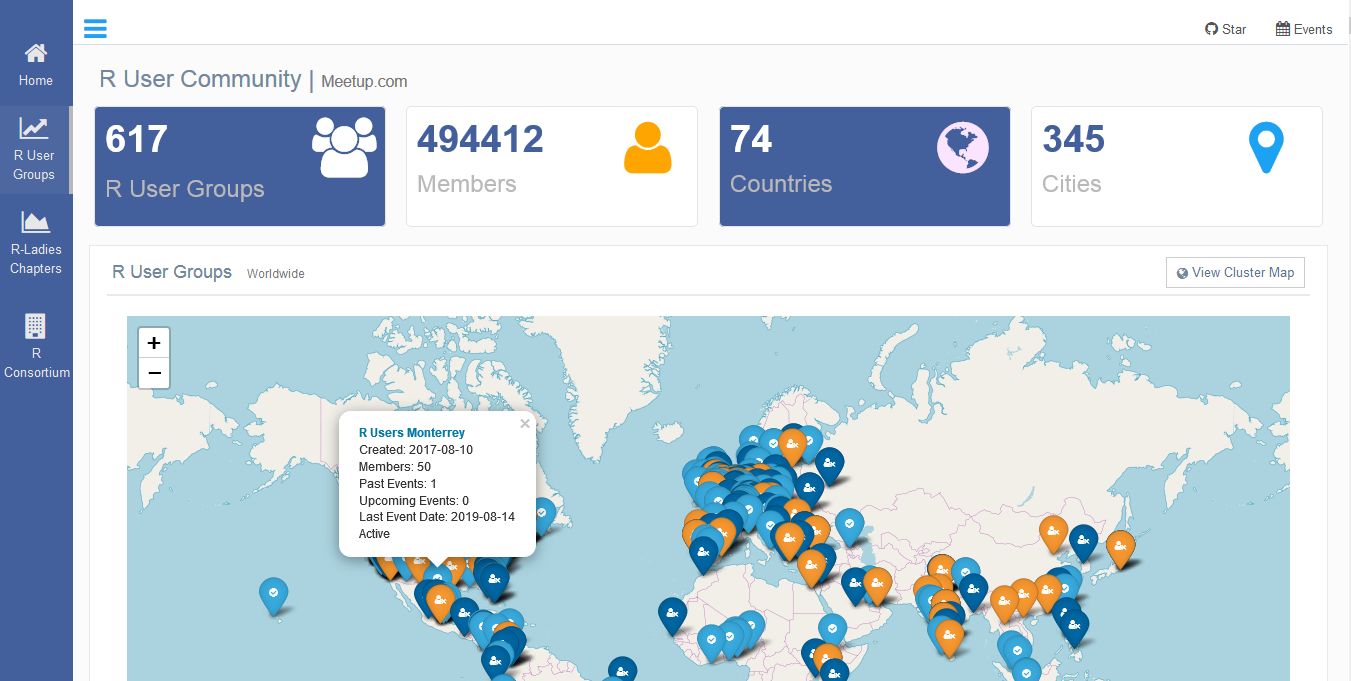 Star
Events
Home
R User
Groups
R-Ladies
Chapters
R
Consortium
R User Community | Meetup.com
617
R User Groups
494412
Members
74
Countries
345
Cities
R User Groups Worldwide
View Cluster Map
+
−
R Users Monterrey
×
Created: 2017-08-10
Members: 50
Past Events: 1
Upcoming Events: 0
Last Event Date: 2019-08-14
Active